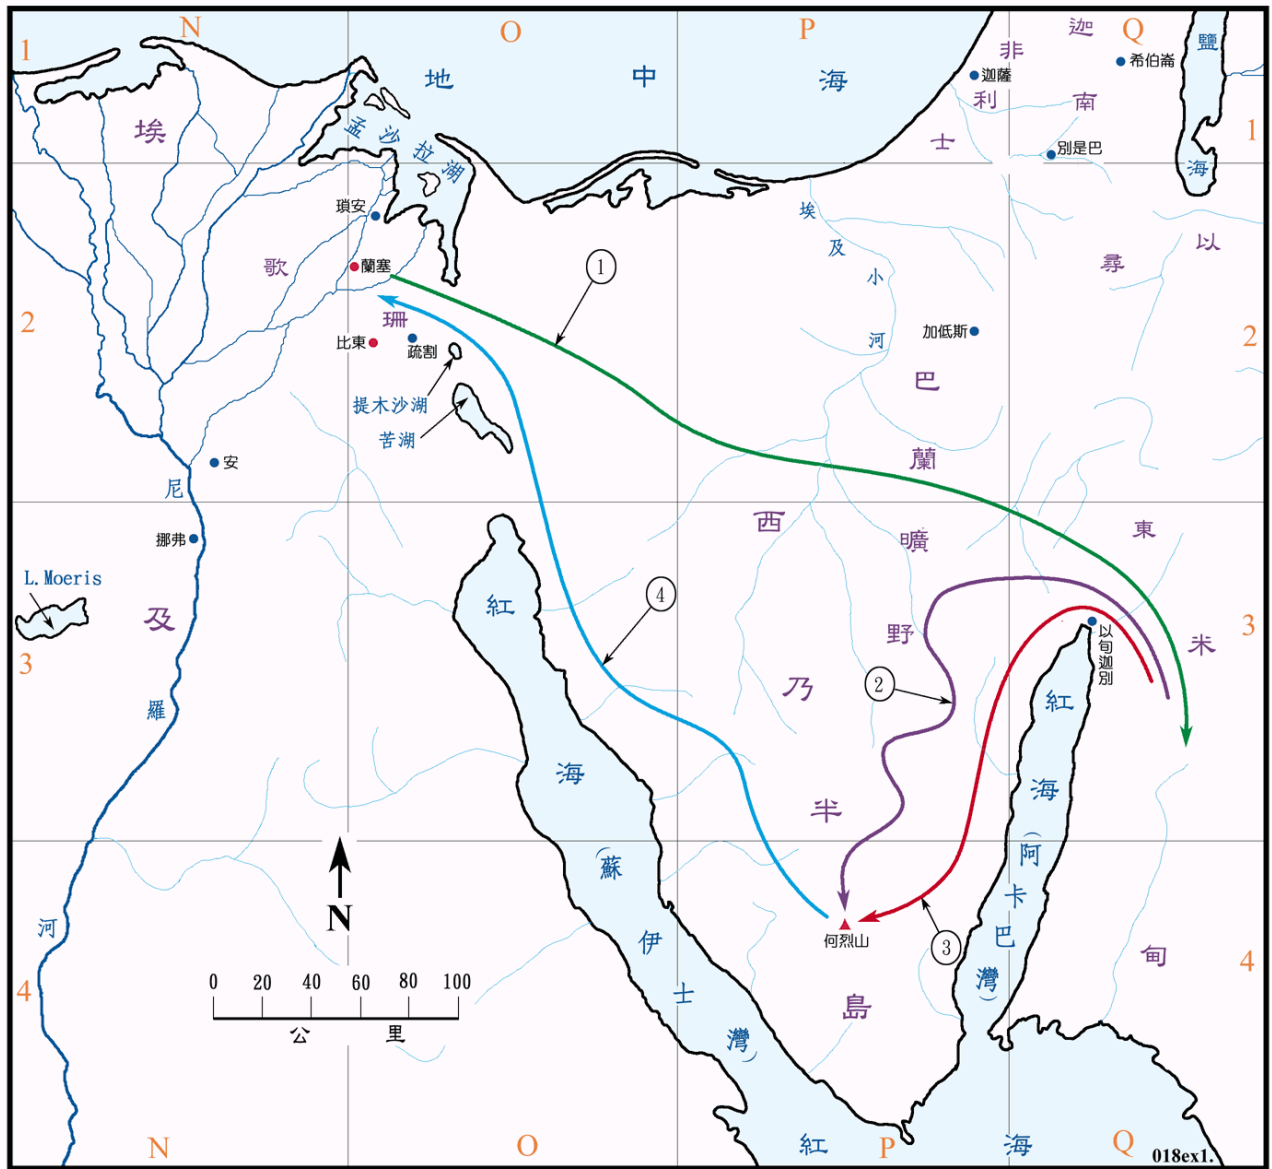 N
O
P
Q
1
1
地中海
迦南
非利士
鹽海
迦薩
希伯崙
別是巴
埃及
孟沙拉湖
瑣安
蘭塞
歌珊
比東
疏割
提木沙湖
苦湖
埃及小河
加低斯
尋
以東
巴蘭曠野
2
2
①
安
挪弗
尼羅河
L. Moeris
西乃半島
④
②
③
以旬迦別
米甸
3
3
紅海
(蘇伊士灣)
紅海
(阿卡巴灣)
何烈山
N
0 20 40 60 80 100
公里
4
4
紅海
N
O
P
Q
018ex1.